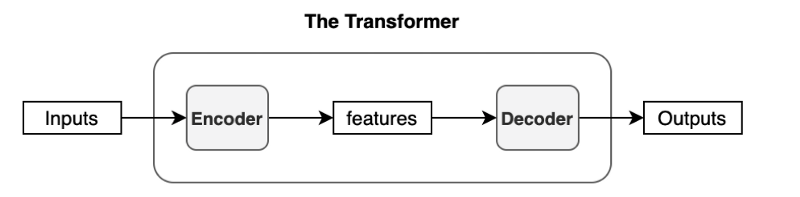 The Transformer
Inputs
Encoder
features
Decoder
Outputs